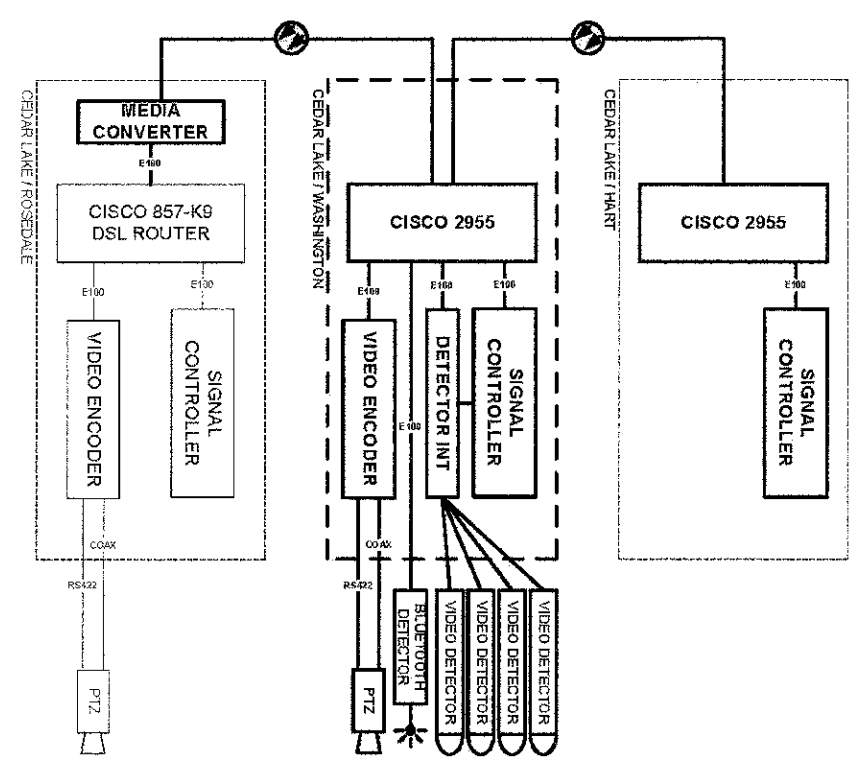 CEDAR LAKE / ROSEDALE
MEDIA
CONVERTER
E100
CISCO 857-K9
DSL ROUTER
E100
E100
VIDEO ENCODER
SIGNAL
CONTROLLER
COAX
RS422
PTZ
CEDAR LAKE / WASHINGTON
CISCO 2955
E100
E100
E100
E100
VIDEO ENCODER
DETECTOR INT
SIGNAL
CONTROLLER
COAX
RS422
PTZ
BLUETOOTH
DETECTOR
VIDEO DETECTOR
VIDEO DETECTOR
VIDEO DETECTOR
VIDEO DETECTOR
CEDAR LAKE / HART
CISCO 2955
E100
SIGNAL
CONTROLLER